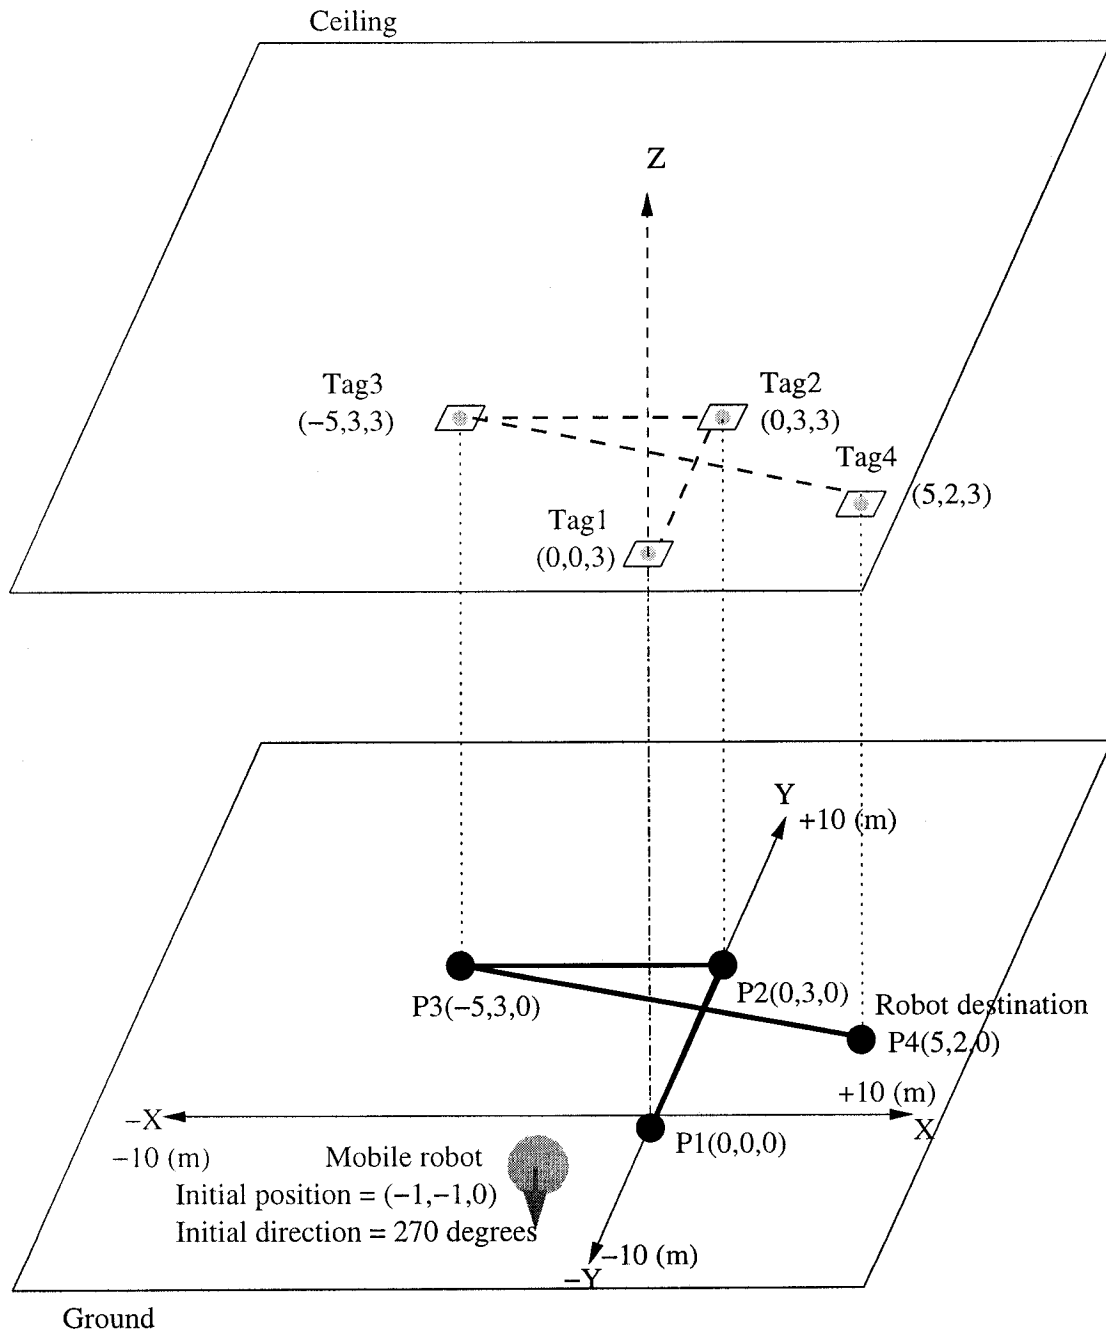 Ceiling
Z
Tag3
(−5,3,3)
Tag2
(0,3,3)
Tag4
(5,2,3)
Tag1
(0,0,3)
Y
+10 (m)
P3(−5,3,0)
P2(0,3,0)
Robot destination
P4(5,2,0)
+10 (m)
−X
X
−10 (m)
P1(0,0,0)
Mobile robot
Initial position = (−1,−1,0)
Initial direction = 270 degrees
−10 (m)
−Y
Ground